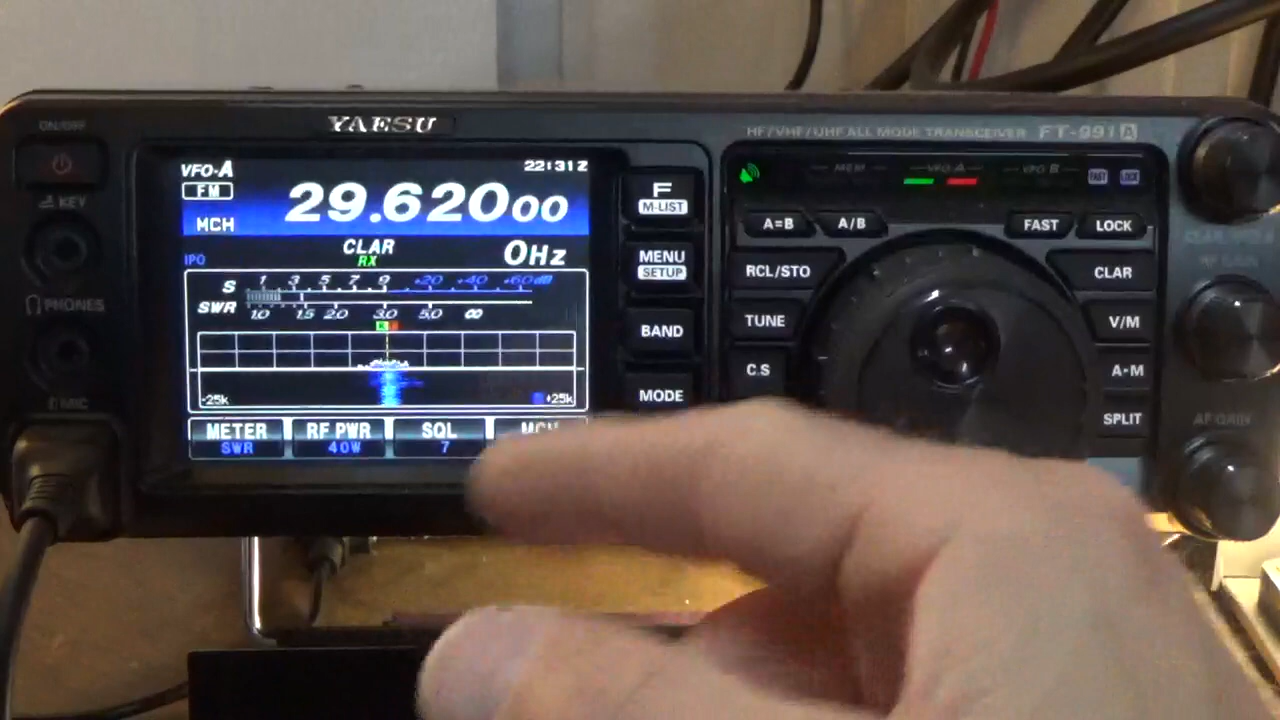 ON/OFF
YAESU
HF/VHF/UHF ALL MODE TRANSCEIVER FT-991A
KEY
PHONES
MIC
VFO-A 22:31Z
FM
29.620 00
MCH
CLAR 0Hz
RX
IPO
S 1 3 5 7 9 +20 +40 +60dB
SWR 1.0 1.5 2.0 3.0 5.0 ∞
-25k +25k
METER RF PWR SQL
SWR 40W 7
F
M-LIST
MENU
SETUP
BAND
MODE
MEM VFO-A VFO-B FAST LOCK
A=B A/B FAST LOCK
RCL/STO CLAR
TUNE V/M
C.S A▸M
SPLIT
RF GAIN
AF GAIN